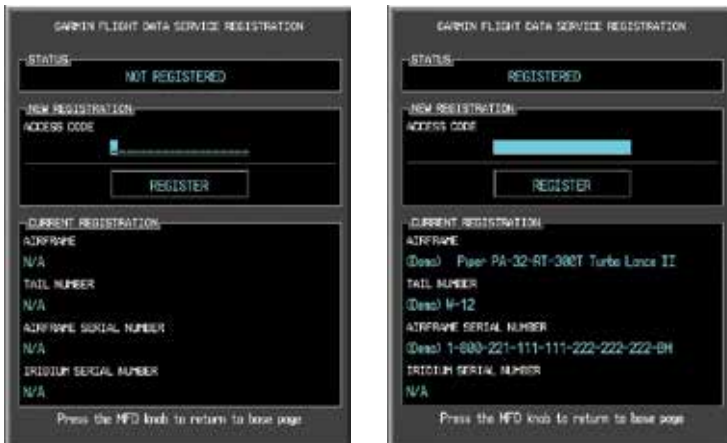 GARMIN FLIGHT DATA SERVICE REGISTRATION
STATUS
NOT REGISTERED
NEW REGISTRATION
ACCESS CODE
REGISTER
CURRENT REGISTRATION
AIRFRAME
N/A
TAIL NUMBER
N/A
AIRFRAME SERIAL NUMBER
N/A
IRIDIUM SERIAL NUMBER
N/A
Press the MFD knob to return to base page
GARMIN FLIGHT DATA SERVICE REGISTRATION
STATUS
REGISTERED
NEW REGISTRATION
ACCESS CODE
REGISTER
CURRENT REGISTRATION
AIRFRAME
(Demo) Piper PA-32-RT-300T Turbo Lance II
TAIL NUMBER
(Demo) W-12
AIRFRAME SERIAL NUMBER
(Demo) 1-800-221-111-111-222-222-222-BH
IRIDIUM SERIAL NUMBER
N/A
Press the MFD knob to return to base page